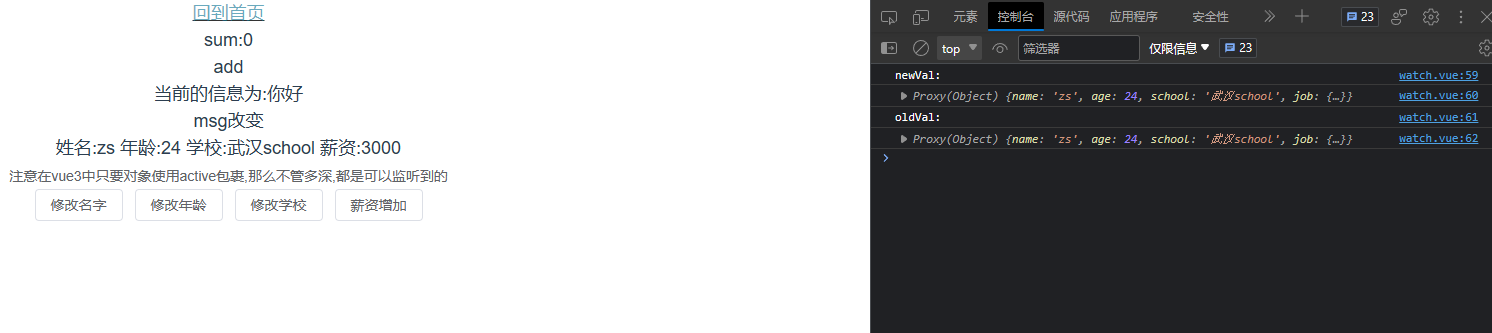 回到首页
sum:0
add
当前的信息为:你好
msg改变
姓名:zs 年龄:24 学校:武汉school 薪资:3000
注意在vue3中只要对象使用active包裹,那么不管多深,都是可以监听到的
修改名字 修改年龄 修改学校 薪资增加
元素 控制台 源代码 应用程序 安全性 23
top 筛选器 仅限信息 23
newVal: watch.vue:59
Proxy(Object) {name: 'zs', age: 24, school: '武汉school', job: {…}} watch.vue:60
oldVal: watch.vue:61
Proxy(Object) {name: 'zs', age: 24, school: '武汉school', job: {…}} watch.vue:62